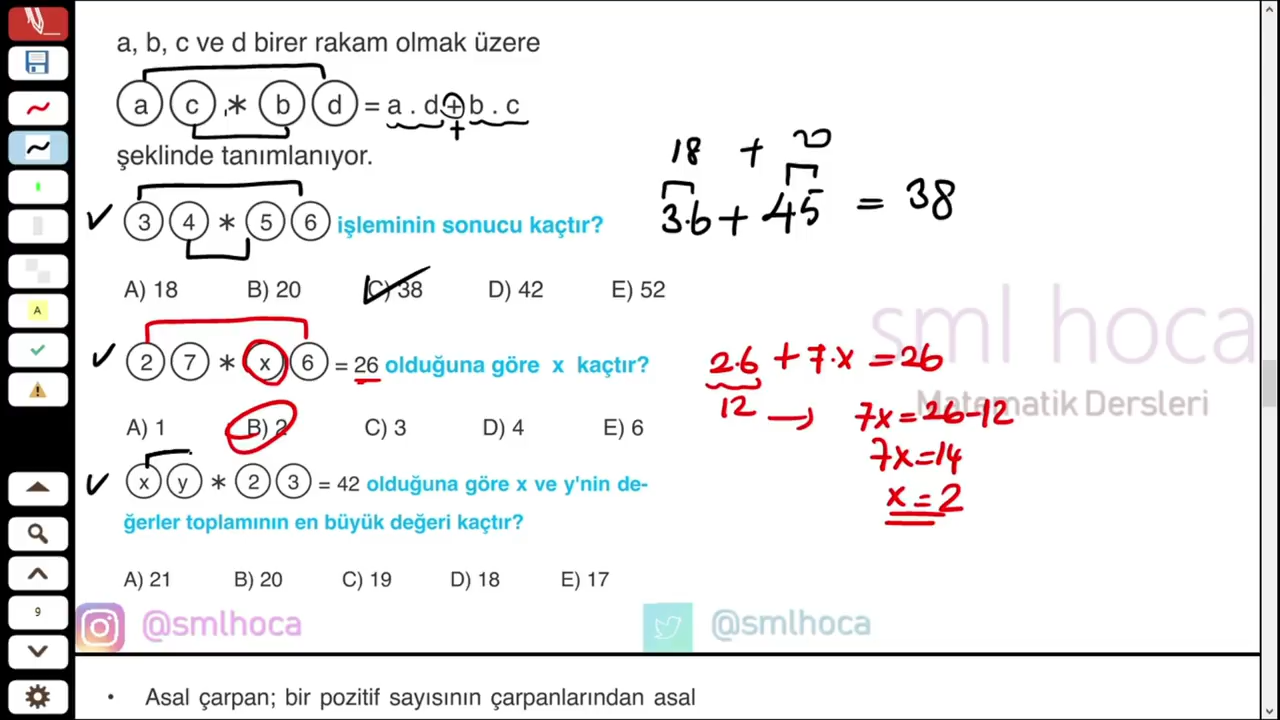 a, b, c ve d birer rakam olmak üzere
a c * b d = a . d + b . c
+
şeklinde tanımlanıyor.
3 4 * 5 6 işleminin sonucu kaçtır?
18 + 20
3.6 + 45 = 38
A) 18 B) 20 C) 38 D) 42 E) 52
sml hoca
Matematik Dersleri
2 7 * x 6 = 26 olduğuna göre x kaçtır?
2.6 + 7.x = 26
12 → 7x = 26-12
7x=14
x = 2
A) 1 B) 2 C) 3 D) 4 E) 6
x y * 2 3 = 42 olduğuna göre x ve y'nin de-
ğerler toplamının en büyük değeri kaçtır?
A) 21 B) 20 C) 19 D) 18 E) 17
@smlhoca @smlhoca
• Asal çarpan; bir pozitif sayısının çarpanlarından asal
A
9